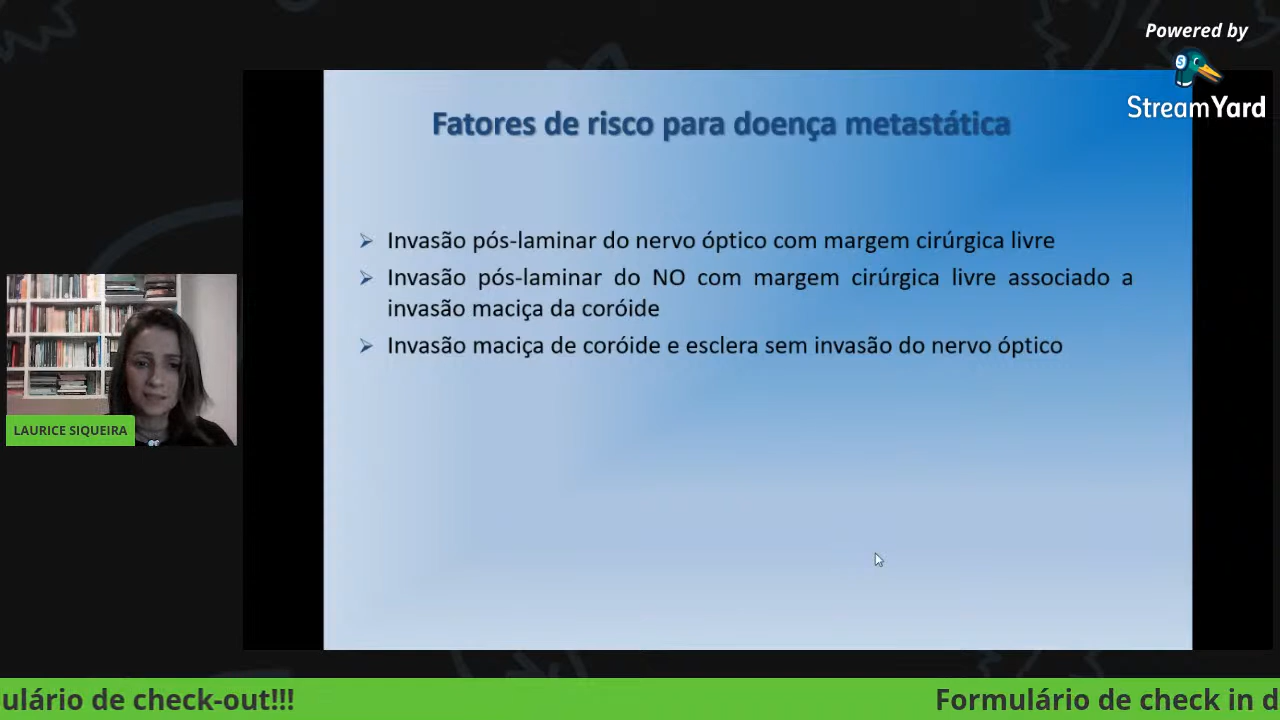 Powered by
StreamYard
Fatores de risco para doença metastática
Invasão pós-laminar do nervo óptico com margem cirúrgica livre
Invasão pós-laminar do NO com margem cirúrgica livre associado a
invasão maciça da coróide
Invasão maciça de coróide e esclera sem invasão do nervo óptico
LAURICE SIQUEIRA
ulário de check-out!!! Formulário de check in d